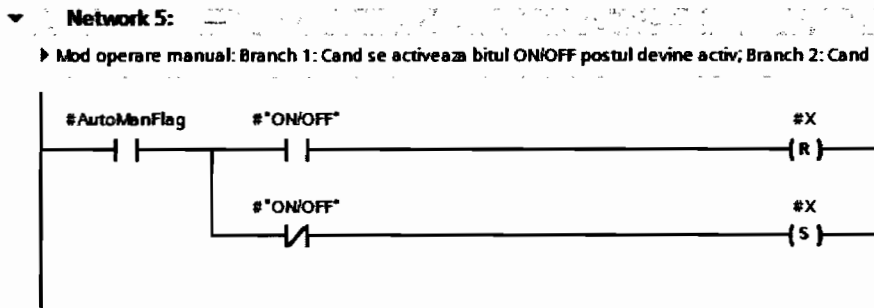 Network 5:
Mod operare manual: Branch 1: Cand se activeaza bitul ON/OFF postul devine activ; Branch 2: Cand
#AutoManFlag #"ON/OFF" #X
R
#"ON/OFF" #X
S